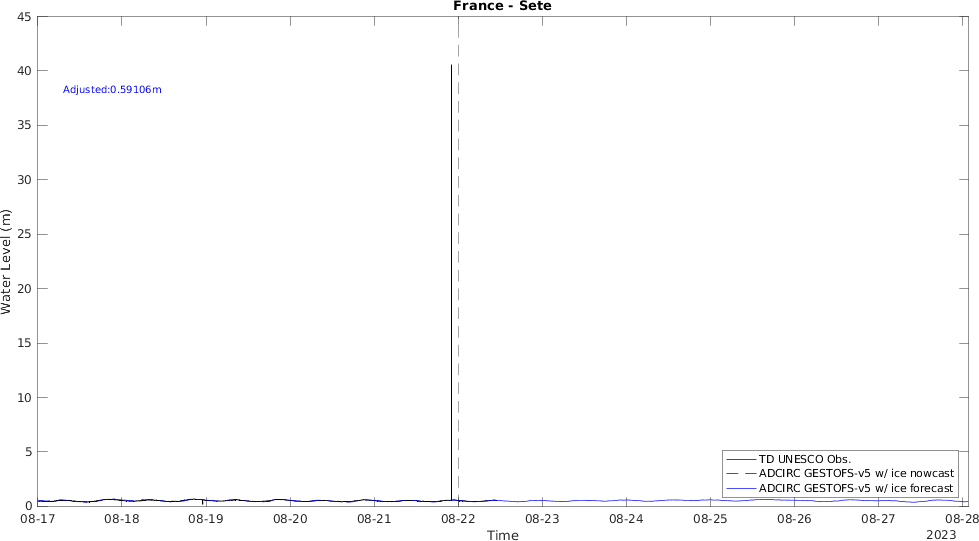 France - Sete
45
40
35
30
25
20
15
10
5
0
Water Level (m)
Adjusted:0.59106m
TD UNESCO Obs.
ADCIRC GESTOFS-v5 w/ ice nowcast
ADCIRC GESTOFS-v5 w/ ice forecast
08-17 08-18 08-19 08-20 08-21 08-22 08-23 08-24 08-25 08-26 08-27 08-28
Time
2023